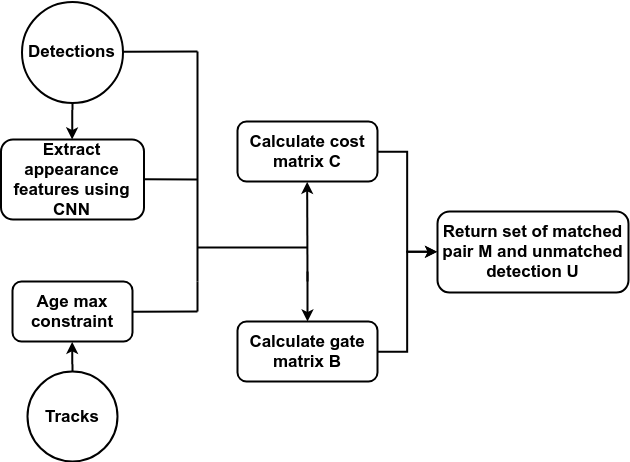 Detections
Extract
appearance
features using
CNN
Age max
constraint
Tracks
Calculate cost
matrix C
Calculate gate
matrix B
Return set of matched
pair M and unmatched
detection U